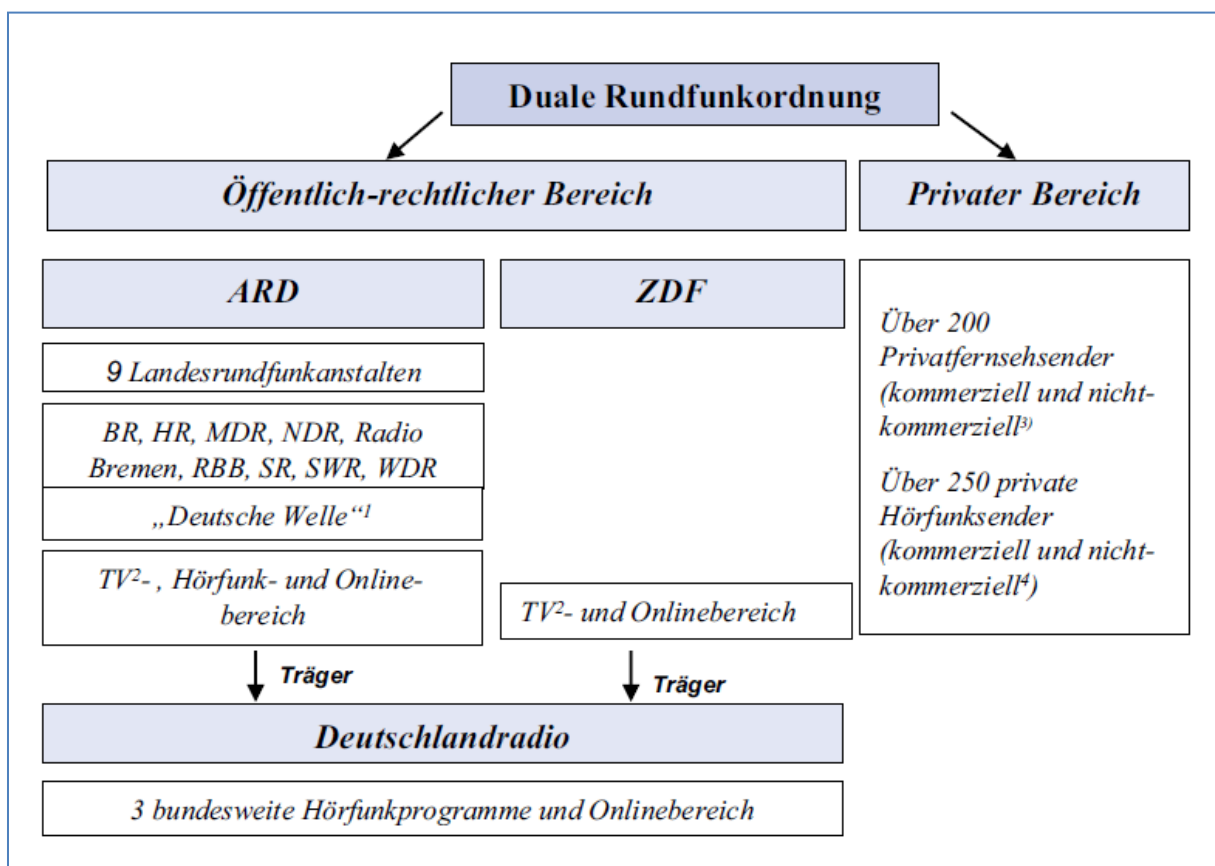 Duale Rundfunkordnung
Öffentlich-rechtlicher Bereich
Privater Bereich
ARD
ZDF
9 Landesrundfunkanstalten
BR, HR, MDR, NDR, Radio
Bremen, RBB, SR, SWR, WDR
„Deutsche Welle“¹
TV²- , Hörfunk- und Online-
bereich
TV²- und Onlinebereich
Über 200
Privatfernsehsender
(kommerziell und nicht-
kommerziell³⁾
Über 250 private
Hörfunksender
(kommerziell und nicht-
kommerziell⁴)
Träger
Träger
Deutschlandradio
3 bundesweite Hörfunkprogramme und Onlinebereich